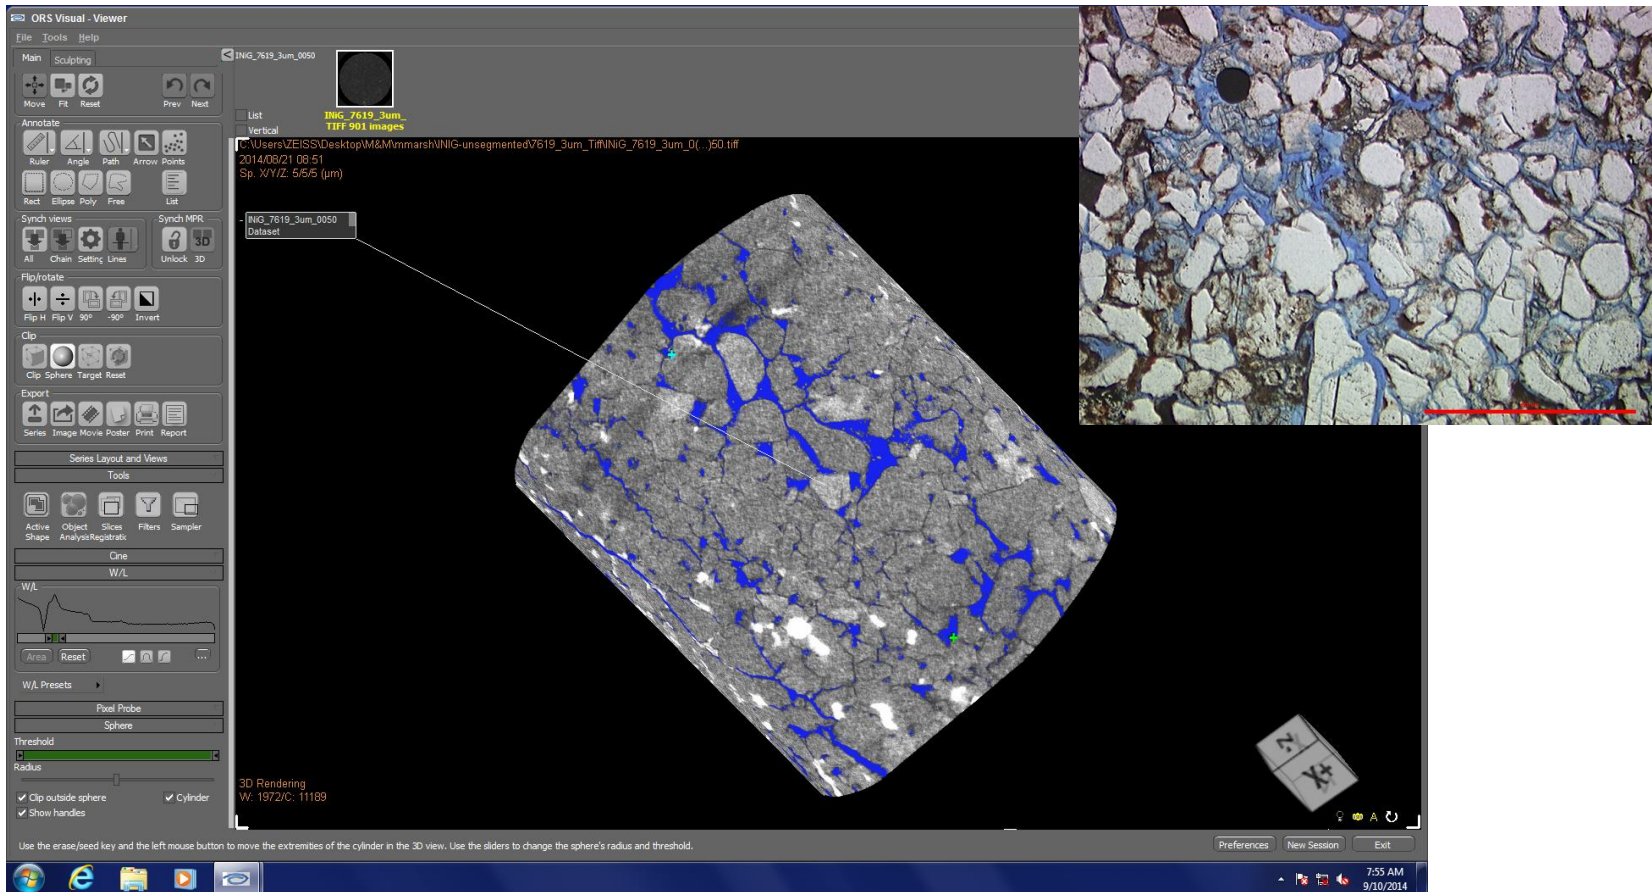 ORS Visual - Viewer
File Tools Help
Main Sculpting
Move Fit Reset Prev Next
Annotate
Ruler Angle Path Arrow Points
Rect Ellipse Poly Free List
Synch views Synch MPR
All Chain Setting Lines Unlock 3D
Flip/rotate
Flip H Flip V 90º -90º Invert
Clip
Clip Sphere Target Reset
Export
Series Image Movie Poster Print Report
Series Layout and Views
Tools
Active Shape
Object Analysis
Slices Registratic
Filters
Sampler
Cine
W/L
W/L
Area Reset ...
W/L Presets
Pixel Probe
Sphere
Threshold
Radius
Clip outside sphere Cylinder
Show handles
<
INiG_7619_3um_0050
List
Vertical
INiG_7619_3um_
TIFF 901 images
C:\Users\ZEISS\Desktop\M&M\mmarsh\INIG-unsegmented\7619_3um_Tiff\INiG_7619_3um_0(...)50.tiff
2014/08/21 08:51
Sp. X/Y/Z: 5/5/5 (µm)
INiG_7619_3um_0050
Dataset
3D Rendering
W: 1972/C: 11189
Z
X+
A
Use the erase/seed key and the left mouse button to move the extremities of the cylinder in the 3D view. Use the sliders to change the sphere's radius and threshold.
Preferences New Session Exit
7:55 AM
9/10/2014